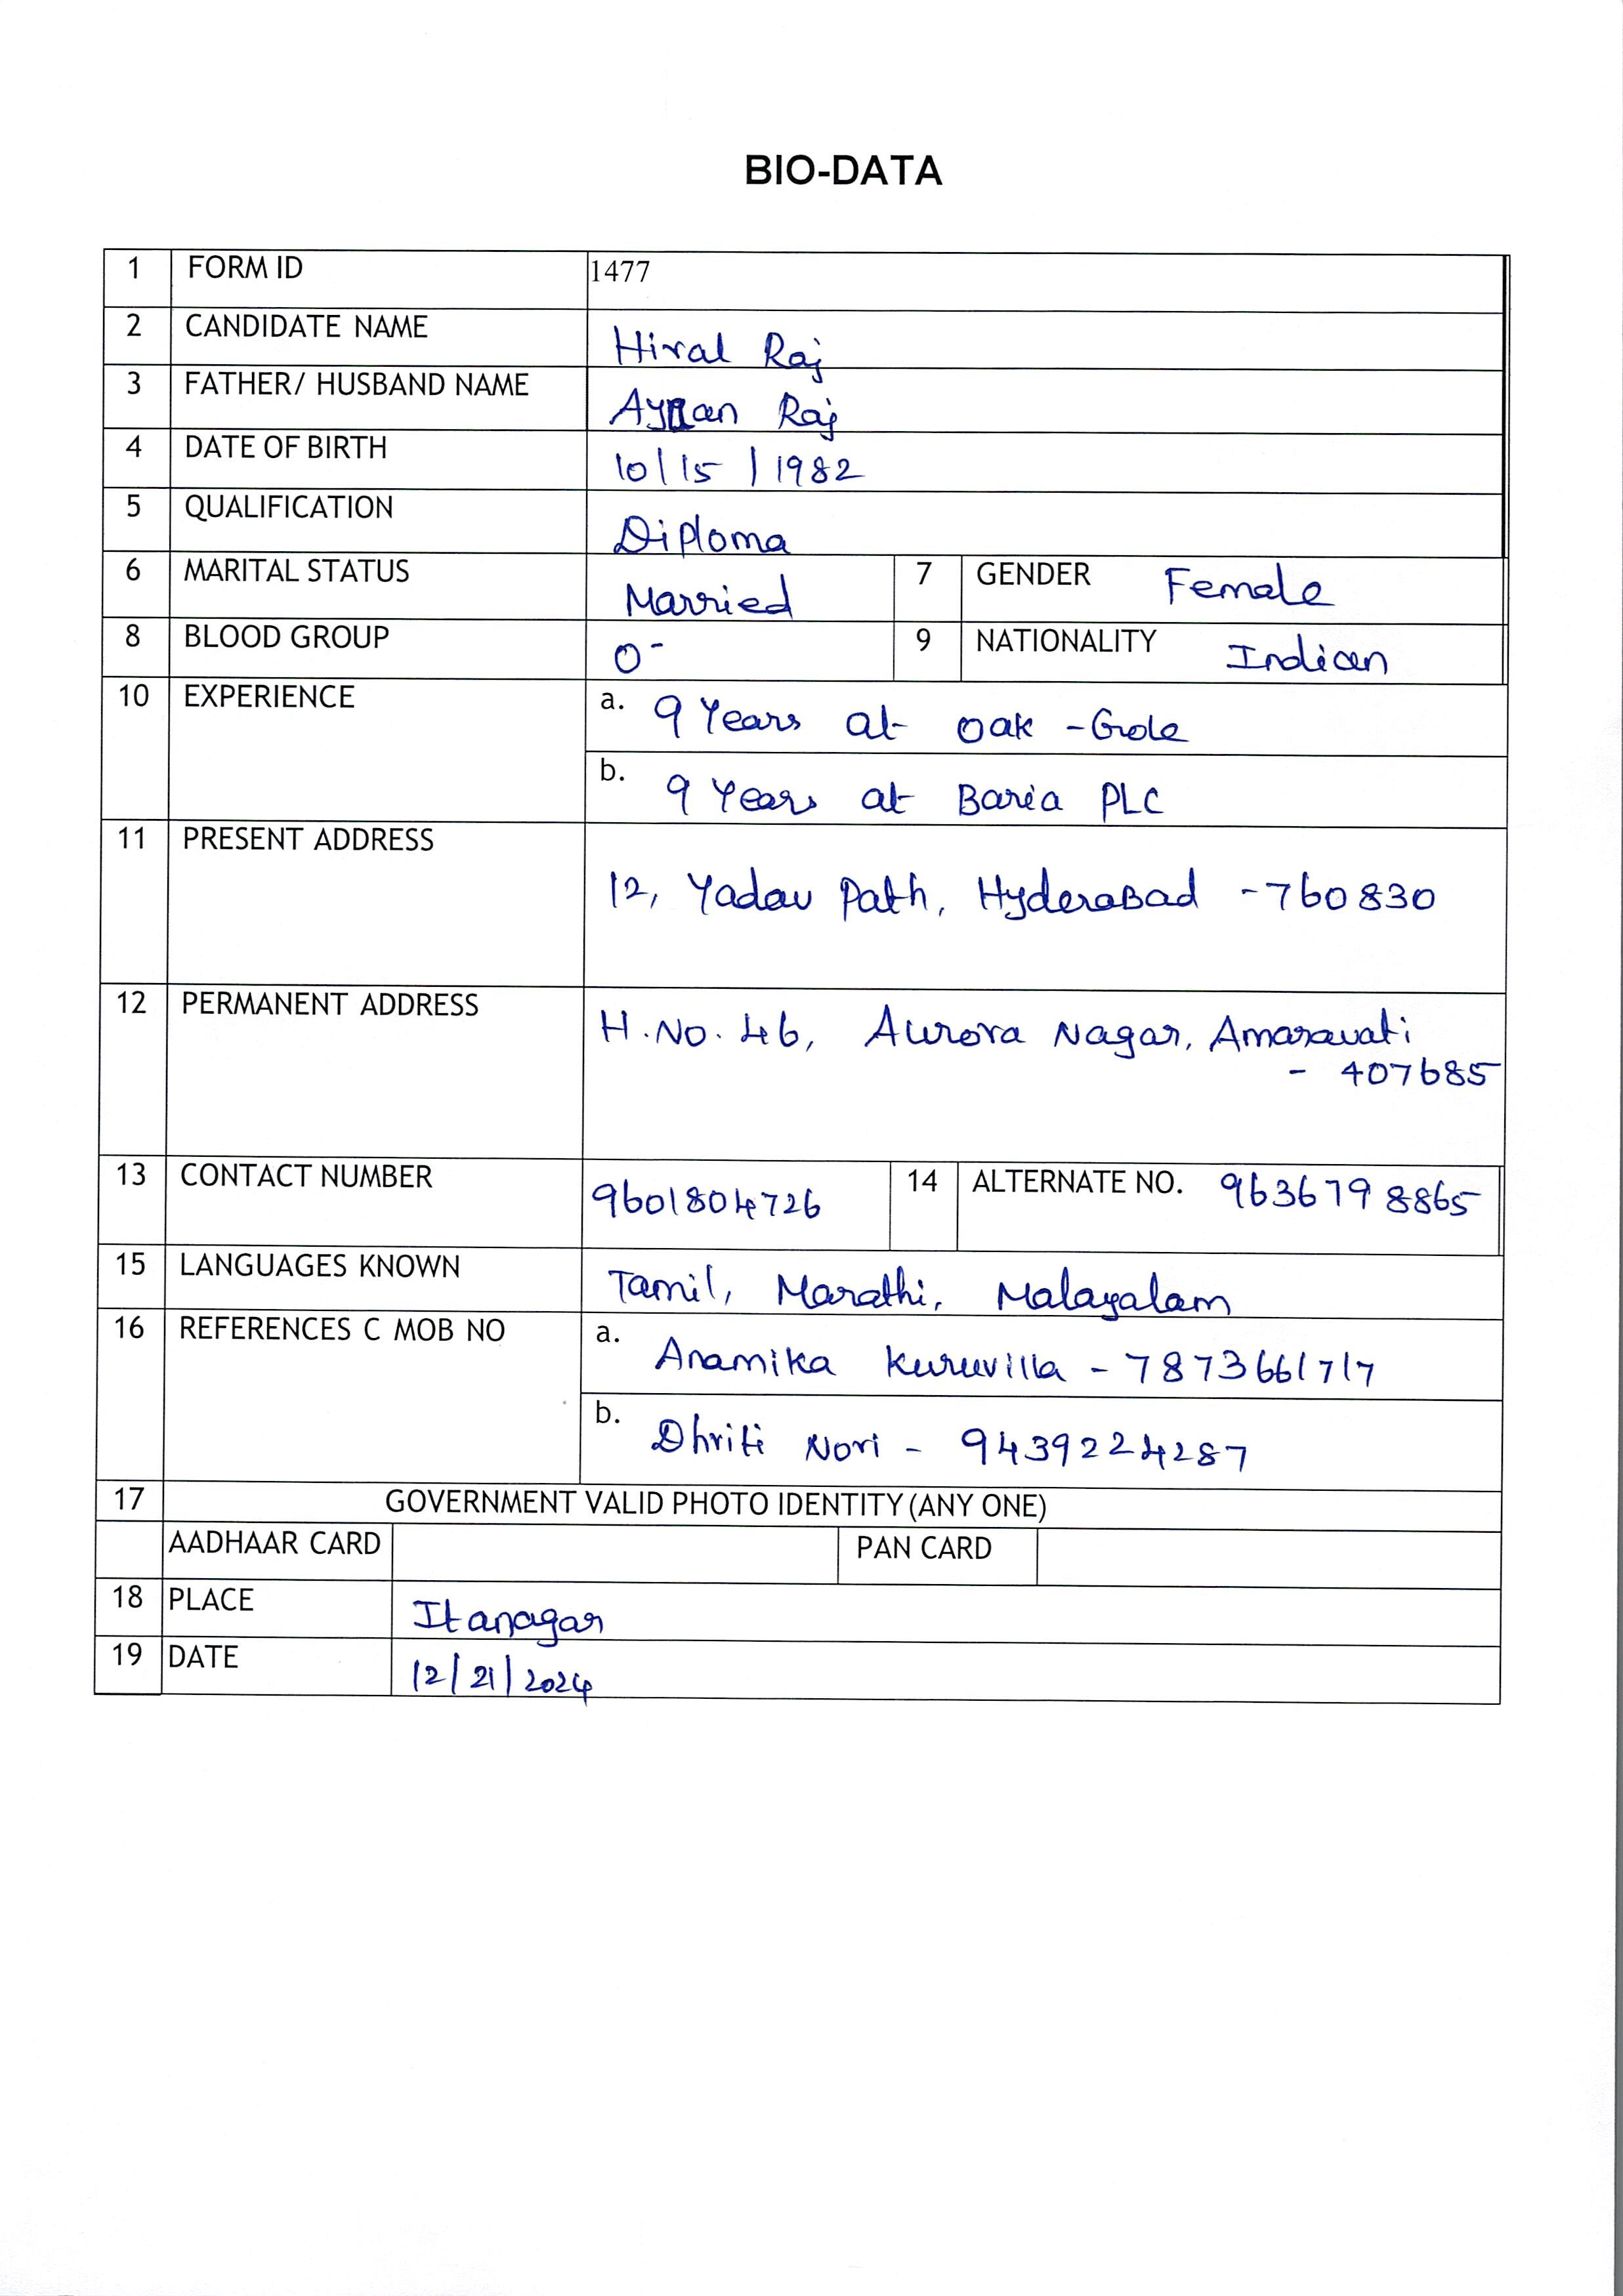 BIO-DATA
1 FORM ID 1477
2 CANDIDATE NAME Hiral Raj
3 FATHER/ HUSBAND NAME Raj
4 DATE OF BIRTH 10/15/1982
5 QUALIFICATION Diploma
6 MARITAL STATUS Married 7 GENDER Female
8 BLOOD GROUP O- 9 NATIONALITY Indian
10 EXPERIENCE a. 9 Years at Oak -Gole
b. 9 Years at Baria PLC
11 PRESENT ADDRESS 12, Yadav Path, Hyderabad - 760830
12 PERMANENT ADDRESS H.No. 46, Aurora Nagar, Amaravati
- 407685
13 CONTACT NUMBER 9601804726 14 ALTERNATE NO. 9636798865
15 LANGUAGES KNOWN Tamil, Marathi, Malayalam
16 REFERENCES C MOB NO a. Anamika Kuruvilla - 7873661717
b. Dhriti Nori - 9439224287
17 GOVERNMENT VALID PHOTO IDENTITY (ANY ONE)
AADHAAR CARD PAN CARD
18 PLACE Itanagar
19 DATE 12/21/2024